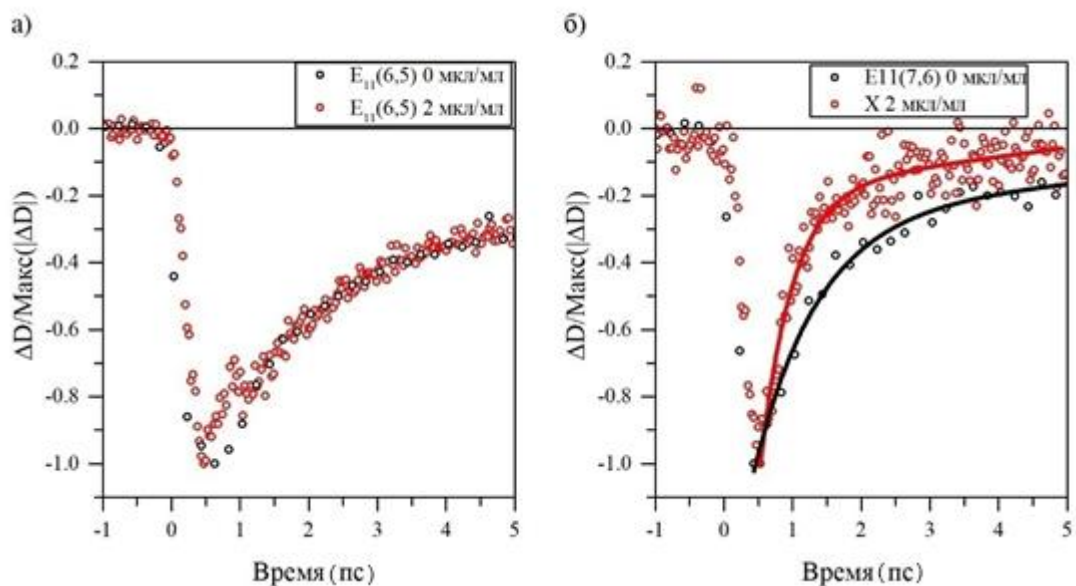 а)
E₁₁(6,5) 0 мкл/мл
E₁₁(6,5) 2 мкл/мл
ΔD/Макс(|ΔD|)
0.2
0.0
-0.2
-0.4
-0.6
-0.8
-1.0
-1 0 1 2 3 4 5
Время (пс)
б)
E11(7,6) 0 мкл/мл
X 2 мкл/мл
ΔD/Макс(|ΔD|)
0.2
0.0
-0.2
-0.4
-0.6
-0.8
-1.0
-1 0 1 2 3 4 5
Время (пс)